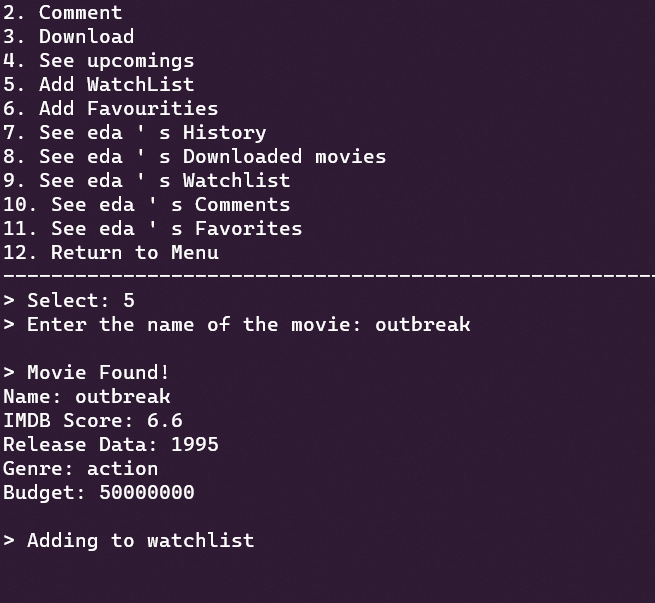 2. Comment
3. Download
4. See upcomings
5. Add WatchList
6. Add Favourities
7. See eda ' s History
8. See eda ' s Downloaded movies
9. See eda ' s Watchlist
10. See eda ' s Comments
11. See eda ' s Favorites
12. Return to Menu
-------------------------------------------------------
> Select: 5
> Enter the name of the movie: outbreak
> Movie Found!
Name: outbreak
IMDB Score: 6.6
Release Data: 1995
Genre: action
Budget: 50000000
> Adding to watchlist